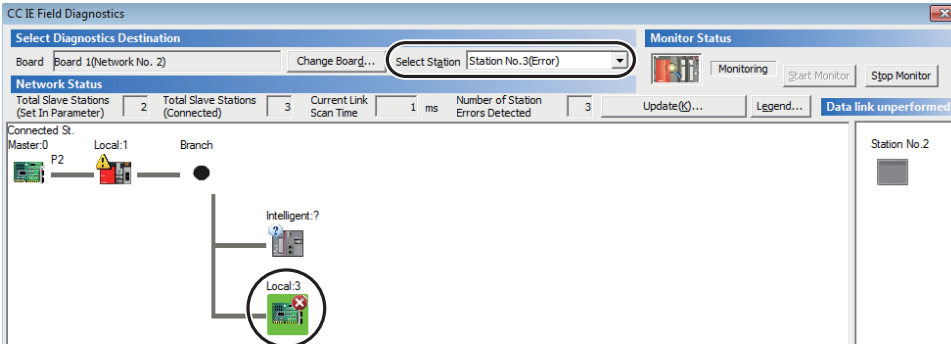 CC IE Field Diagnostics
Select Diagnostics Destination
Monitor Status
Board Board 1(Network No. 2) Change Board... Select Station Station No.3(Error)
Monitoring Start Monitor Stop Monitor
Network Status
Total Slave Stations
(Set In Parameter) 2
Total Slave Stations
(Connected) 3
Current Link
Scan Time 1 ms
Number of Station
Errors Detected 3
Update(K)... Legend... Data link unperformed
Connected St.
Master:0 Local:1 Branch
P2
Station No.2
Intelligent:?
?
Local:3